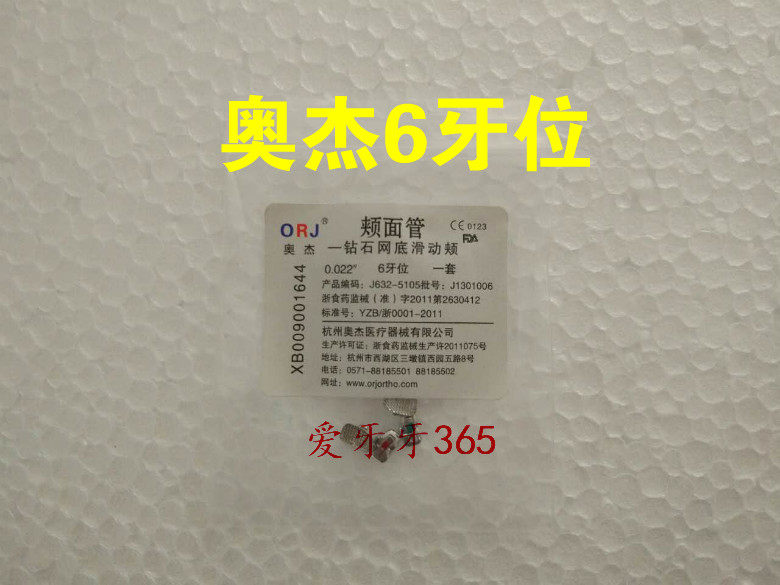 奥杰6牙位
ORJ®
奥杰
颊面管
CE 0123
FDA
一钻石网底滑动颊
0.022" 6牙位 一套
产品编码：J632-5105批号：J1301006
浙食药监械（准）字2011第2630412
标准号：YZB/浙0001-2011
杭州奥杰医疗器械有限公司
生产许可证：浙食药监械生产许2011075号
地址：杭州市西湖区三墩镇西园五路8号
电话：0571-88185501 88185502
网址：www.orjortho.com
XB009001644
爱牙牙365